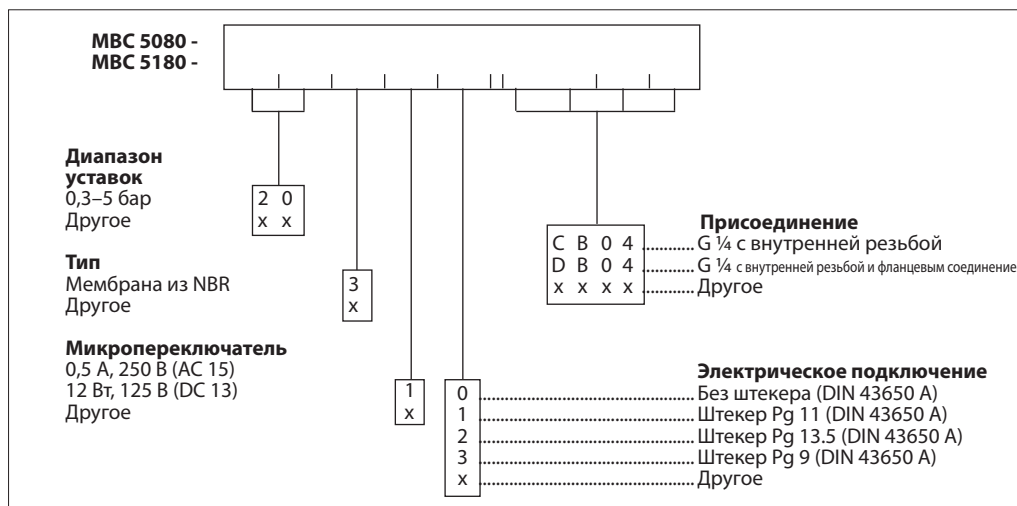 MBC 5080 -
MBC 5180 -
Диапазон
уставок
0,3–5 бар
Другое
2 0
x x
Тип
Мембрана из NBR
Другое
3
x
Микропереключатель
0,5 А, 250 В (AC 15)
12 Вт, 125 В (DC 13)
Другое
1
x
Присоединение
C B 0 4 ........... G ¼ с внутренней резьбой
D B 0 4 ........... G ¼ с внутренней резьбой и фланцевым соединение
x x x x ........... Другое
Электрическое подключение
0 Без штекера (DIN 43650 A)
1 Штекер Pg 11 (DIN 43650 A)
2 Штекер Pg 13.5 (DIN 43650 A)
3 Штекер Pg 9 (DIN 43650 A)
x Другое